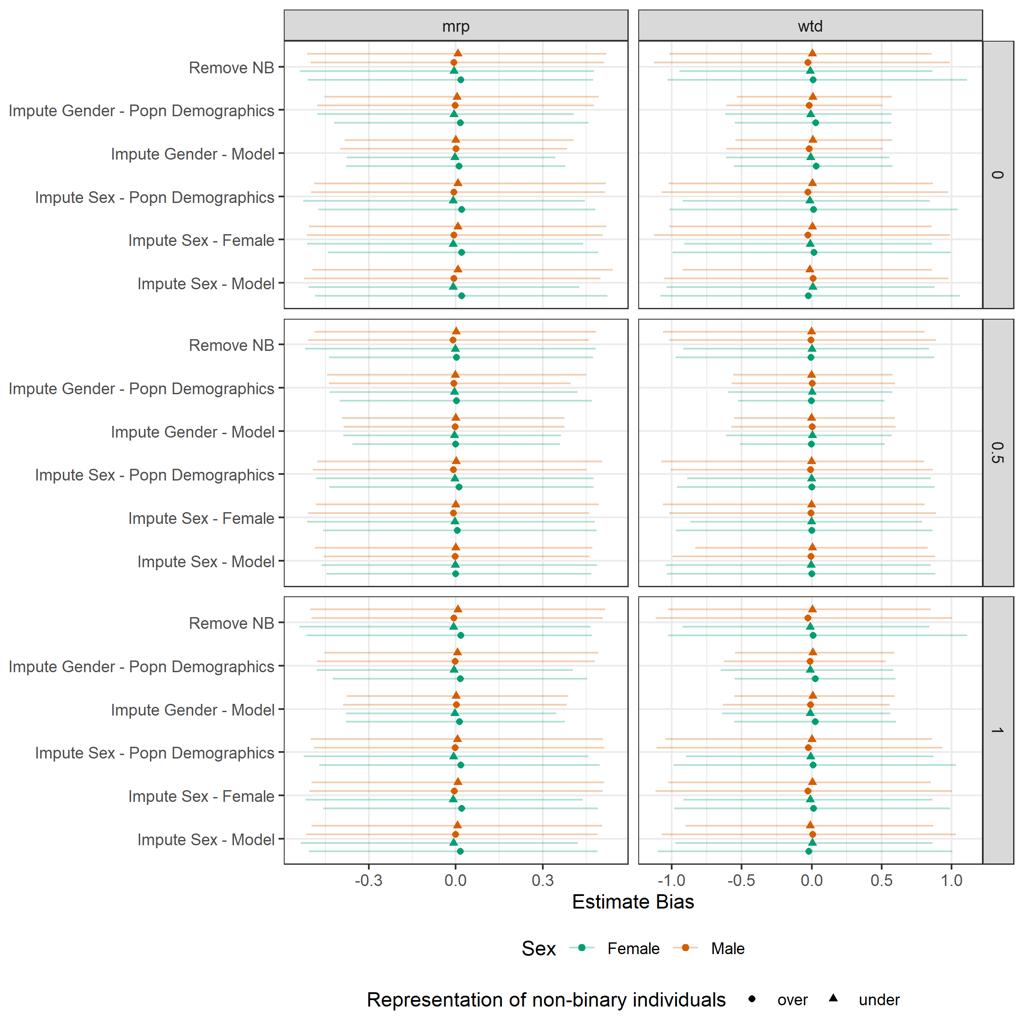 mrp
wtd
Remove NB
Impute Gender - Popn Demographics
Impute Gender - Model
Impute Sex - Popn Demographics
Impute Sex - Female
Impute Sex - Model
0
Remove NB
Impute Gender - Popn Demographics
Impute Gender - Model
Impute Sex - Popn Demographics
Impute Sex - Female
Impute Sex - Model
0.5
Remove NB
Impute Gender - Popn Demographics
Impute Gender - Model
Impute Sex - Popn Demographics
Impute Sex - Female
Impute Sex - Model
1
-0.3 0.0 0.3 -1.0 -0.5 0.0 0.5 1.0
Estimate Bias
Sex Female Male
Representation of non-binary individuals over under